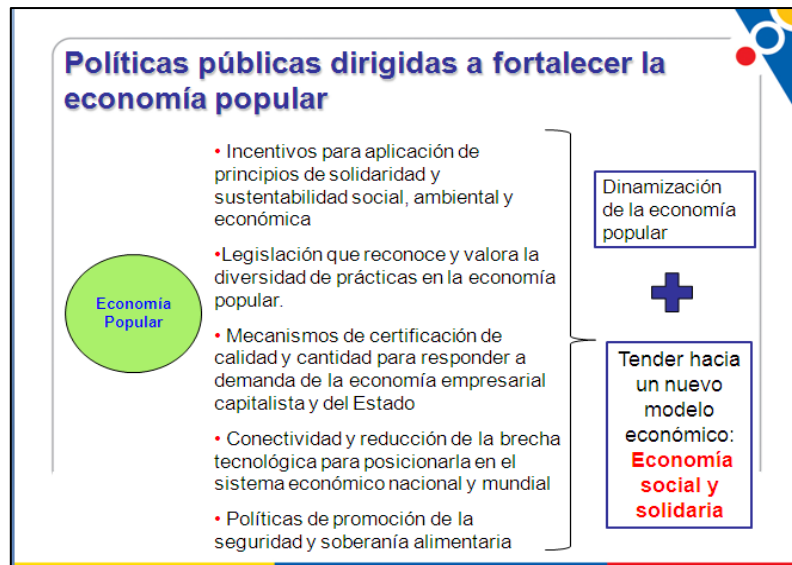 Políticas públicas dirigidas a fortalecer la
economía popular
Economía
Popular
• Incentivos para aplicación de
principios de solidaridad y
sustentabilidad social, ambiental y
económica
•Legislación que reconoce y valora la
diversidad de prácticas en la economía
popular.
• Mecanismos de certificación de
calidad y cantidad para responder a
demanda de la economía empresarial
capitalista y del Estado
• Conectividad y reducción de la brecha
tecnológica para posicionarla en el
sistema económico nacional y mundial
• Políticas de promoción de la
seguridad y soberanía alimentaria
Dinamización
de la economía
popular
Tender hacia
un nuevo
modelo
económico:
Economía
social y
solidaria